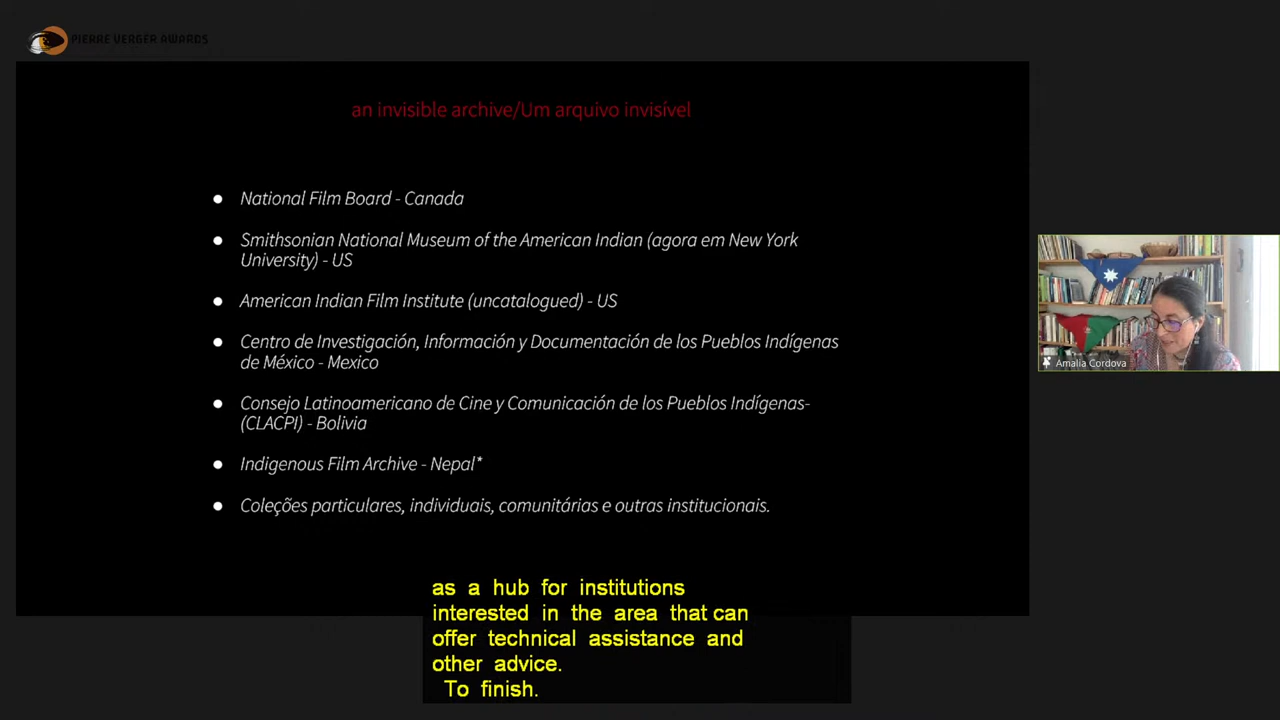 PIERRE VERGER AWARDS
an invisible archive/Um arquivo invisível
● National Film Board - Canada
● Smithsonian National Museum of the American Indian (agora em New York
University) - US
● American Indian Film Institute (uncatalogued) - US
● Centro de Investigación, Información y Documentación de los Pueblos Indígenas
de México - Mexico
● Consejo Latinoamericano de Cine y Comunicación de los Pueblos Indígenas-
(CLACPI) - Bolivia
● Indigenous Film Archive - Nepal*
● Coleções particulares, individuais, comunitárias e outras institucionais.
Amalia Cordova
as a hub for institutions
interested in the area that can
offer technical assistance and
other advice.
To finish.